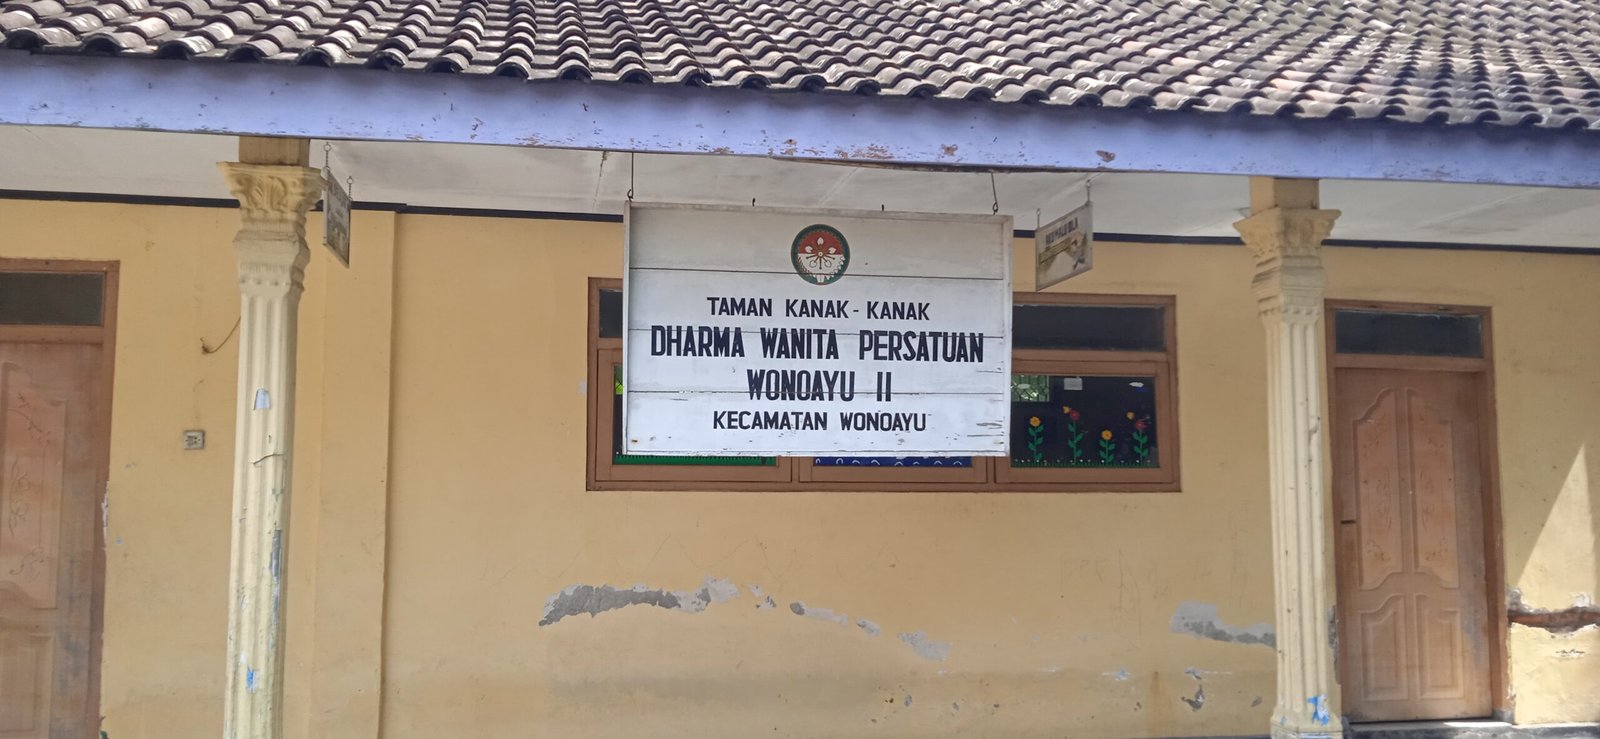 TAMAN KANAK - KANAK
DHARMA WANITA PERSATUAN
WONOAYU II
KECAMATAN WONOAYU